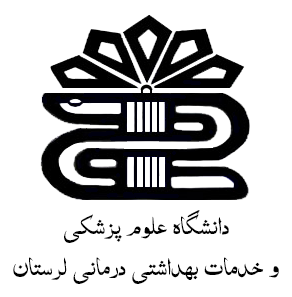 دانشگاه علوم پزشکی
و خدمات بهداشتی درمانی لرستان